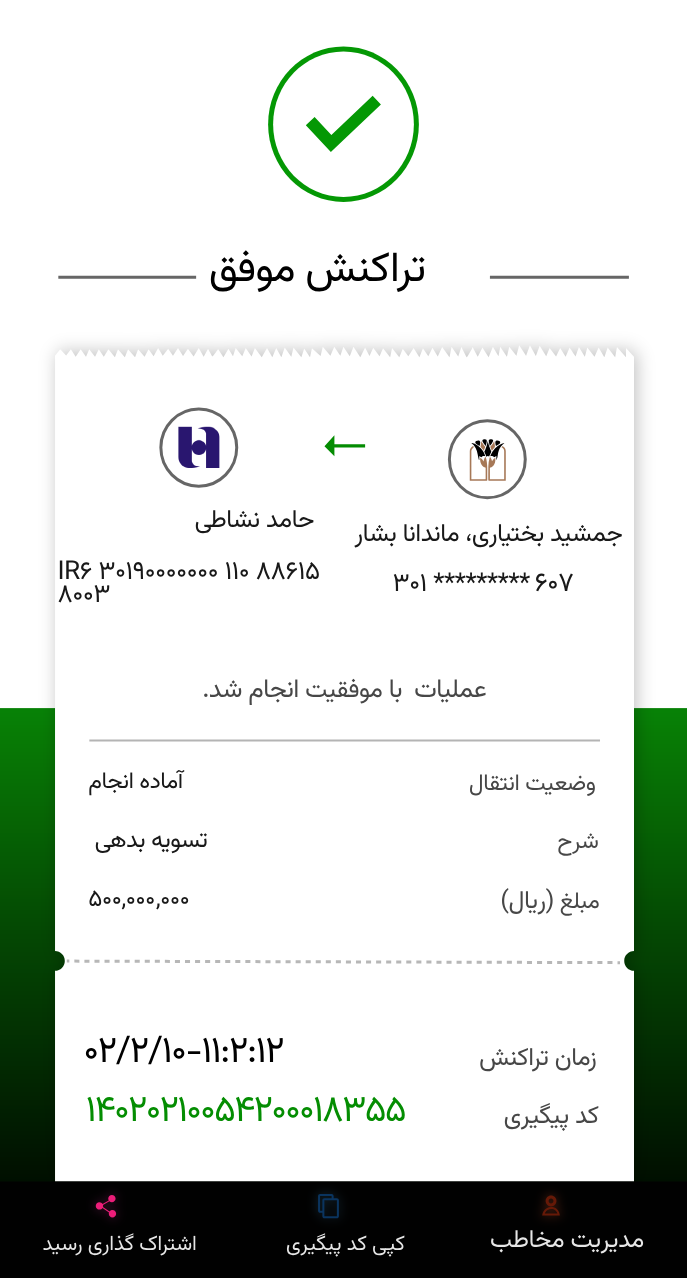 تراکنش موفق
جمشید بختیاری، ماندانا بشار
۳۰۱ ********* ۶۰۷
حامد نشاطی
IR۶ ۳۰۱۹۰۰۰۰۰۰۰ ۱۱۰ ۸۸۶۱۵
۸۰۰۳
عملیات با موفقیت انجام شد.
وضعیت انتقال آماده انجام
شرح تسویه بدهی
مبلغ (ریال) ۵۰۰,۰۰۰,۰۰۰
زمان تراکنش ۰۲/۲/۱۰-۱۱:۲:۱۲
کد پیگیری ۱۴۰۲۰۲۱۰۰۵۴۲۰۰۰۱۸۳۵۵
مدیریت مخاطب
کپی کد پیگیری
اشتراک گذاری رسید